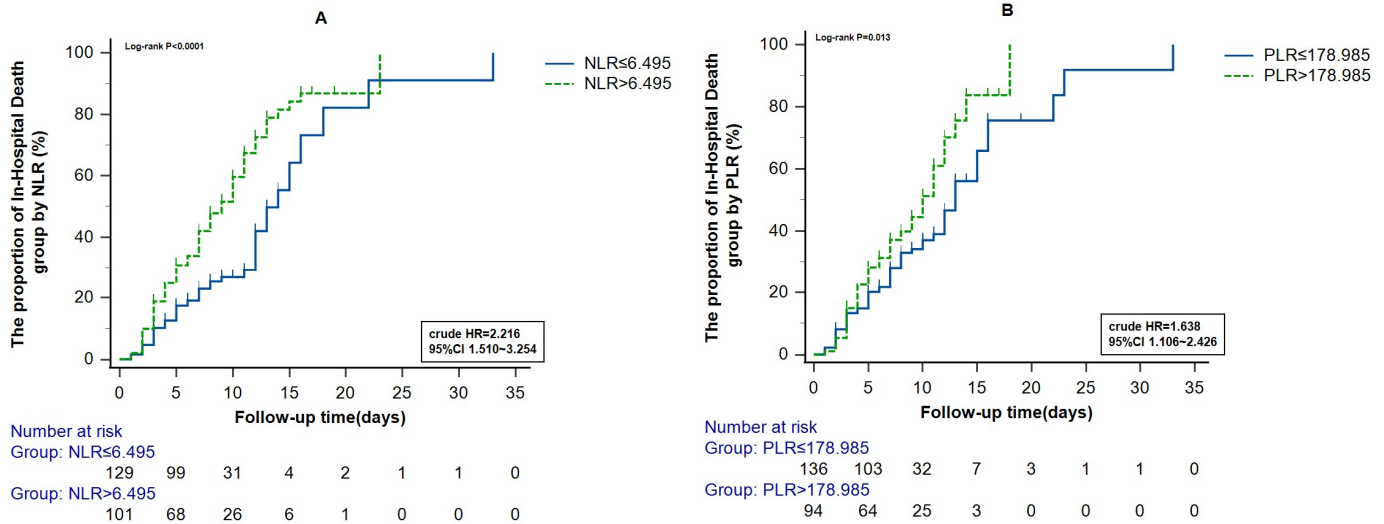 A
Log-rank P<0.0001
NLR≤6.495
NLR>6.495
The proportion of In-Hospital Death
group by NLR (%)
100
80
60
40
20
0
crude HR=2.216
95%CI 1.510~3.254
0 5 10 15 20 25 30 35
Follow-up time(days)
Number at risk
Group: NLR≤6.495
129 99 31 4 2 1 1 0
Group: NLR>6.495
101 68 26 6 1 0 0 0
B
Log-rank P=0.013
PLR≤178.985
PLR>178.985
The proportion of In-Hospital Death
group by PLR (%)
100
80
60
40
20
0
crude HR=1.638
95%CI 1.106~2.426
0 5 10 15 20 25 30 35
Follow-up time(days)
Number at risk
Group: PLR≤178.985
136 103 32 7 3 1 1 0
Group: PLR>178.985
94 64 25 3 0 0 0 0